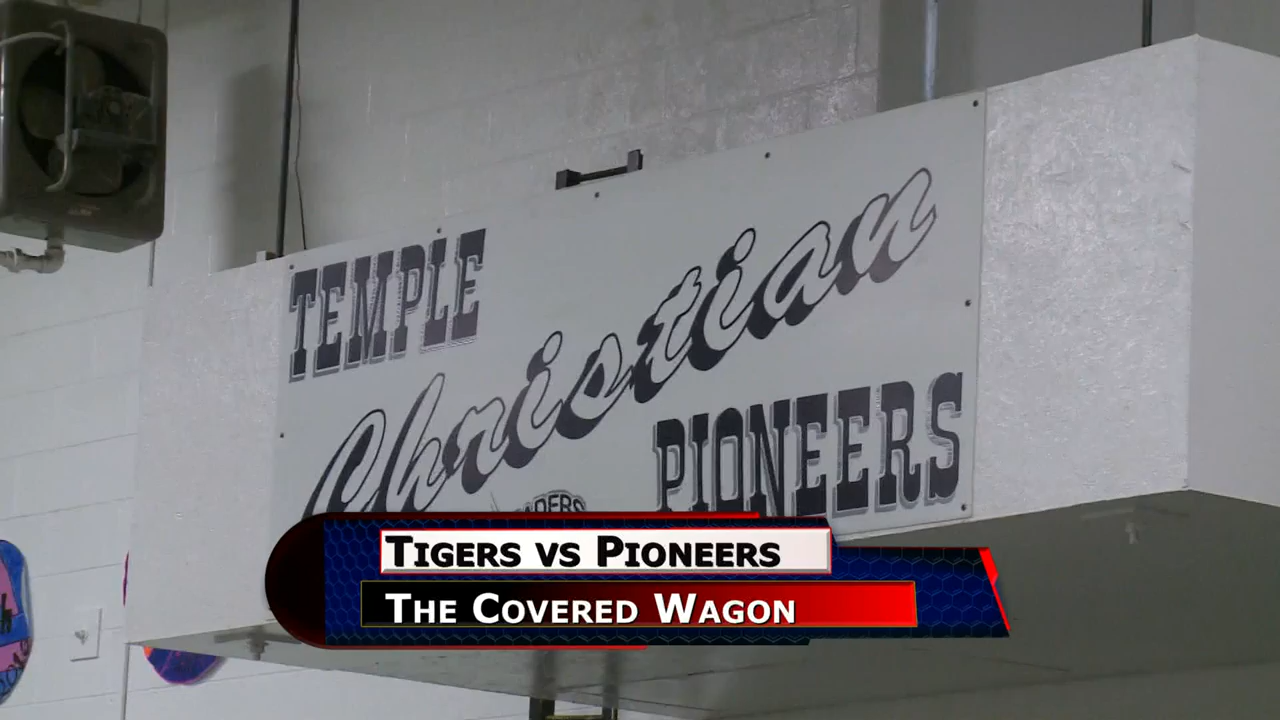 TEMPLE
Christian
PIONEERS
TIGERS VS PIONEERS
THE COVERED WAGON